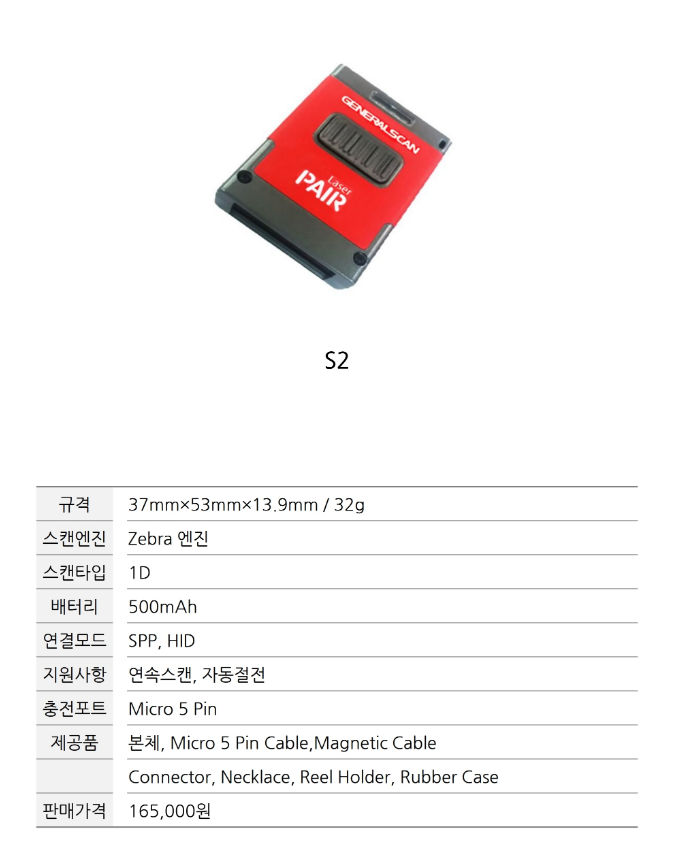 GENERALSCAN
Laser
PAIR
S2
규격 37mm×53mm×13.9mm / 32g
스캔엔진 Zebra 엔진
스캔타입 1D
배터리 500mAh
연결모드 SPP, HID
지원사항 연속스캔, 자동절전
충전포트 Micro 5 Pin
제공품 본체, Micro 5 Pin Cable,Magnetic Cable
Connector, Necklace, Reel Holder, Rubber Case
판매가격 165,000원